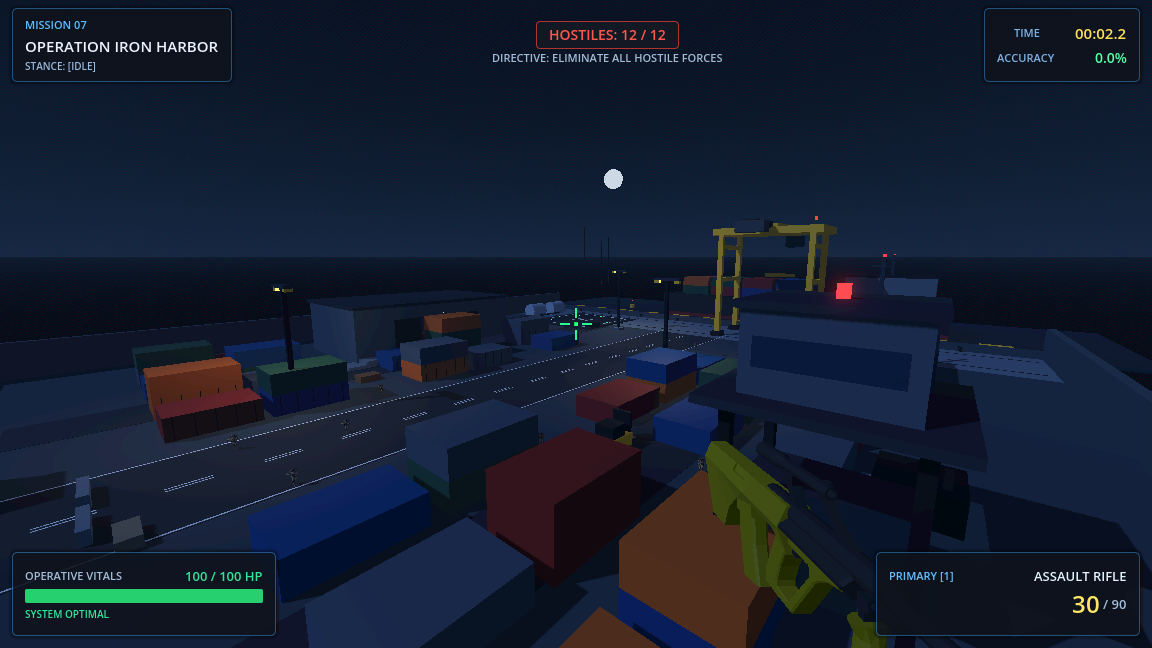 MISSION 07
OPERATION IRON HARBOR
STANCE: [IDLE]
HOSTILES: 12 / 12
DIRECTIVE: ELIMINATE ALL HOSTILE FORCES
TIME 00:02.2
ACCURACY 0.0%
OPERATIVE VITALS 100 / 100 HP
SYSTEM OPTIMAL
PRIMARY [1] ASSAULT RIFLE
30 / 90